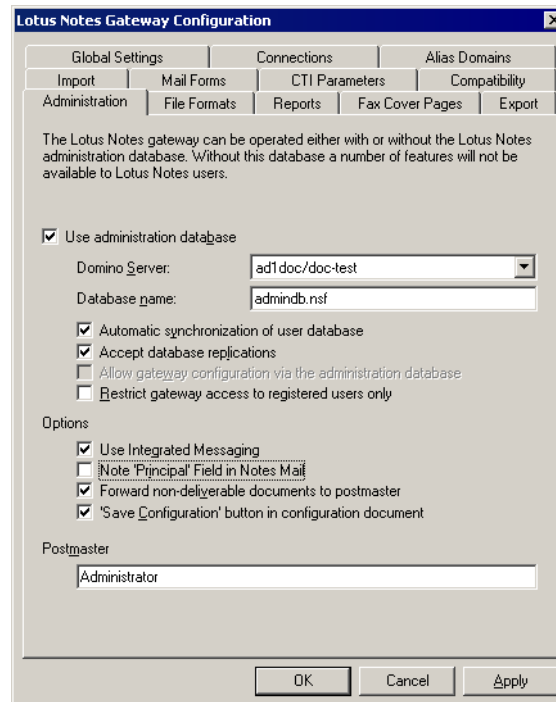 Lotus Notes Gateway Configuration
Global Settings Connections Alias Domains
Import Mail Forms CTI Parameters Compatibility
Administration File Formats Reports Fax Cover Pages Export
The Lotus Notes gateway can be operated either with or without the Lotus Notes
administration database. Without this database a number of features will not be
available to Lotus Notes users.
Use administration database
Domino Server: ad1doc/doc-test
Database name: admindb.nsf
Automatic synchronization of user database
Accept database replications
Allow gateway configuration via the administration database
Restrict gateway access to registered users only
Options
Use Integrated Messaging
Note 'Principal' Field in Notes Mail
Forward non-deliverable documents to postmaster
'Save Configuration' button in configuration document
Postmaster
Administrator
OK Cancel Apply